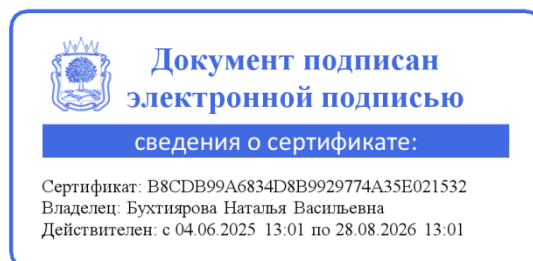 Документ подписан
электронной подписью
сведения о сертификате:
Сертификат: B8CDB99A6834D8B9929774A35E021532
Владелец: Бухтиярова Наталья Васильевна
Действителен: с 04.06.2025 13:01 по 28.08.2026 13:01